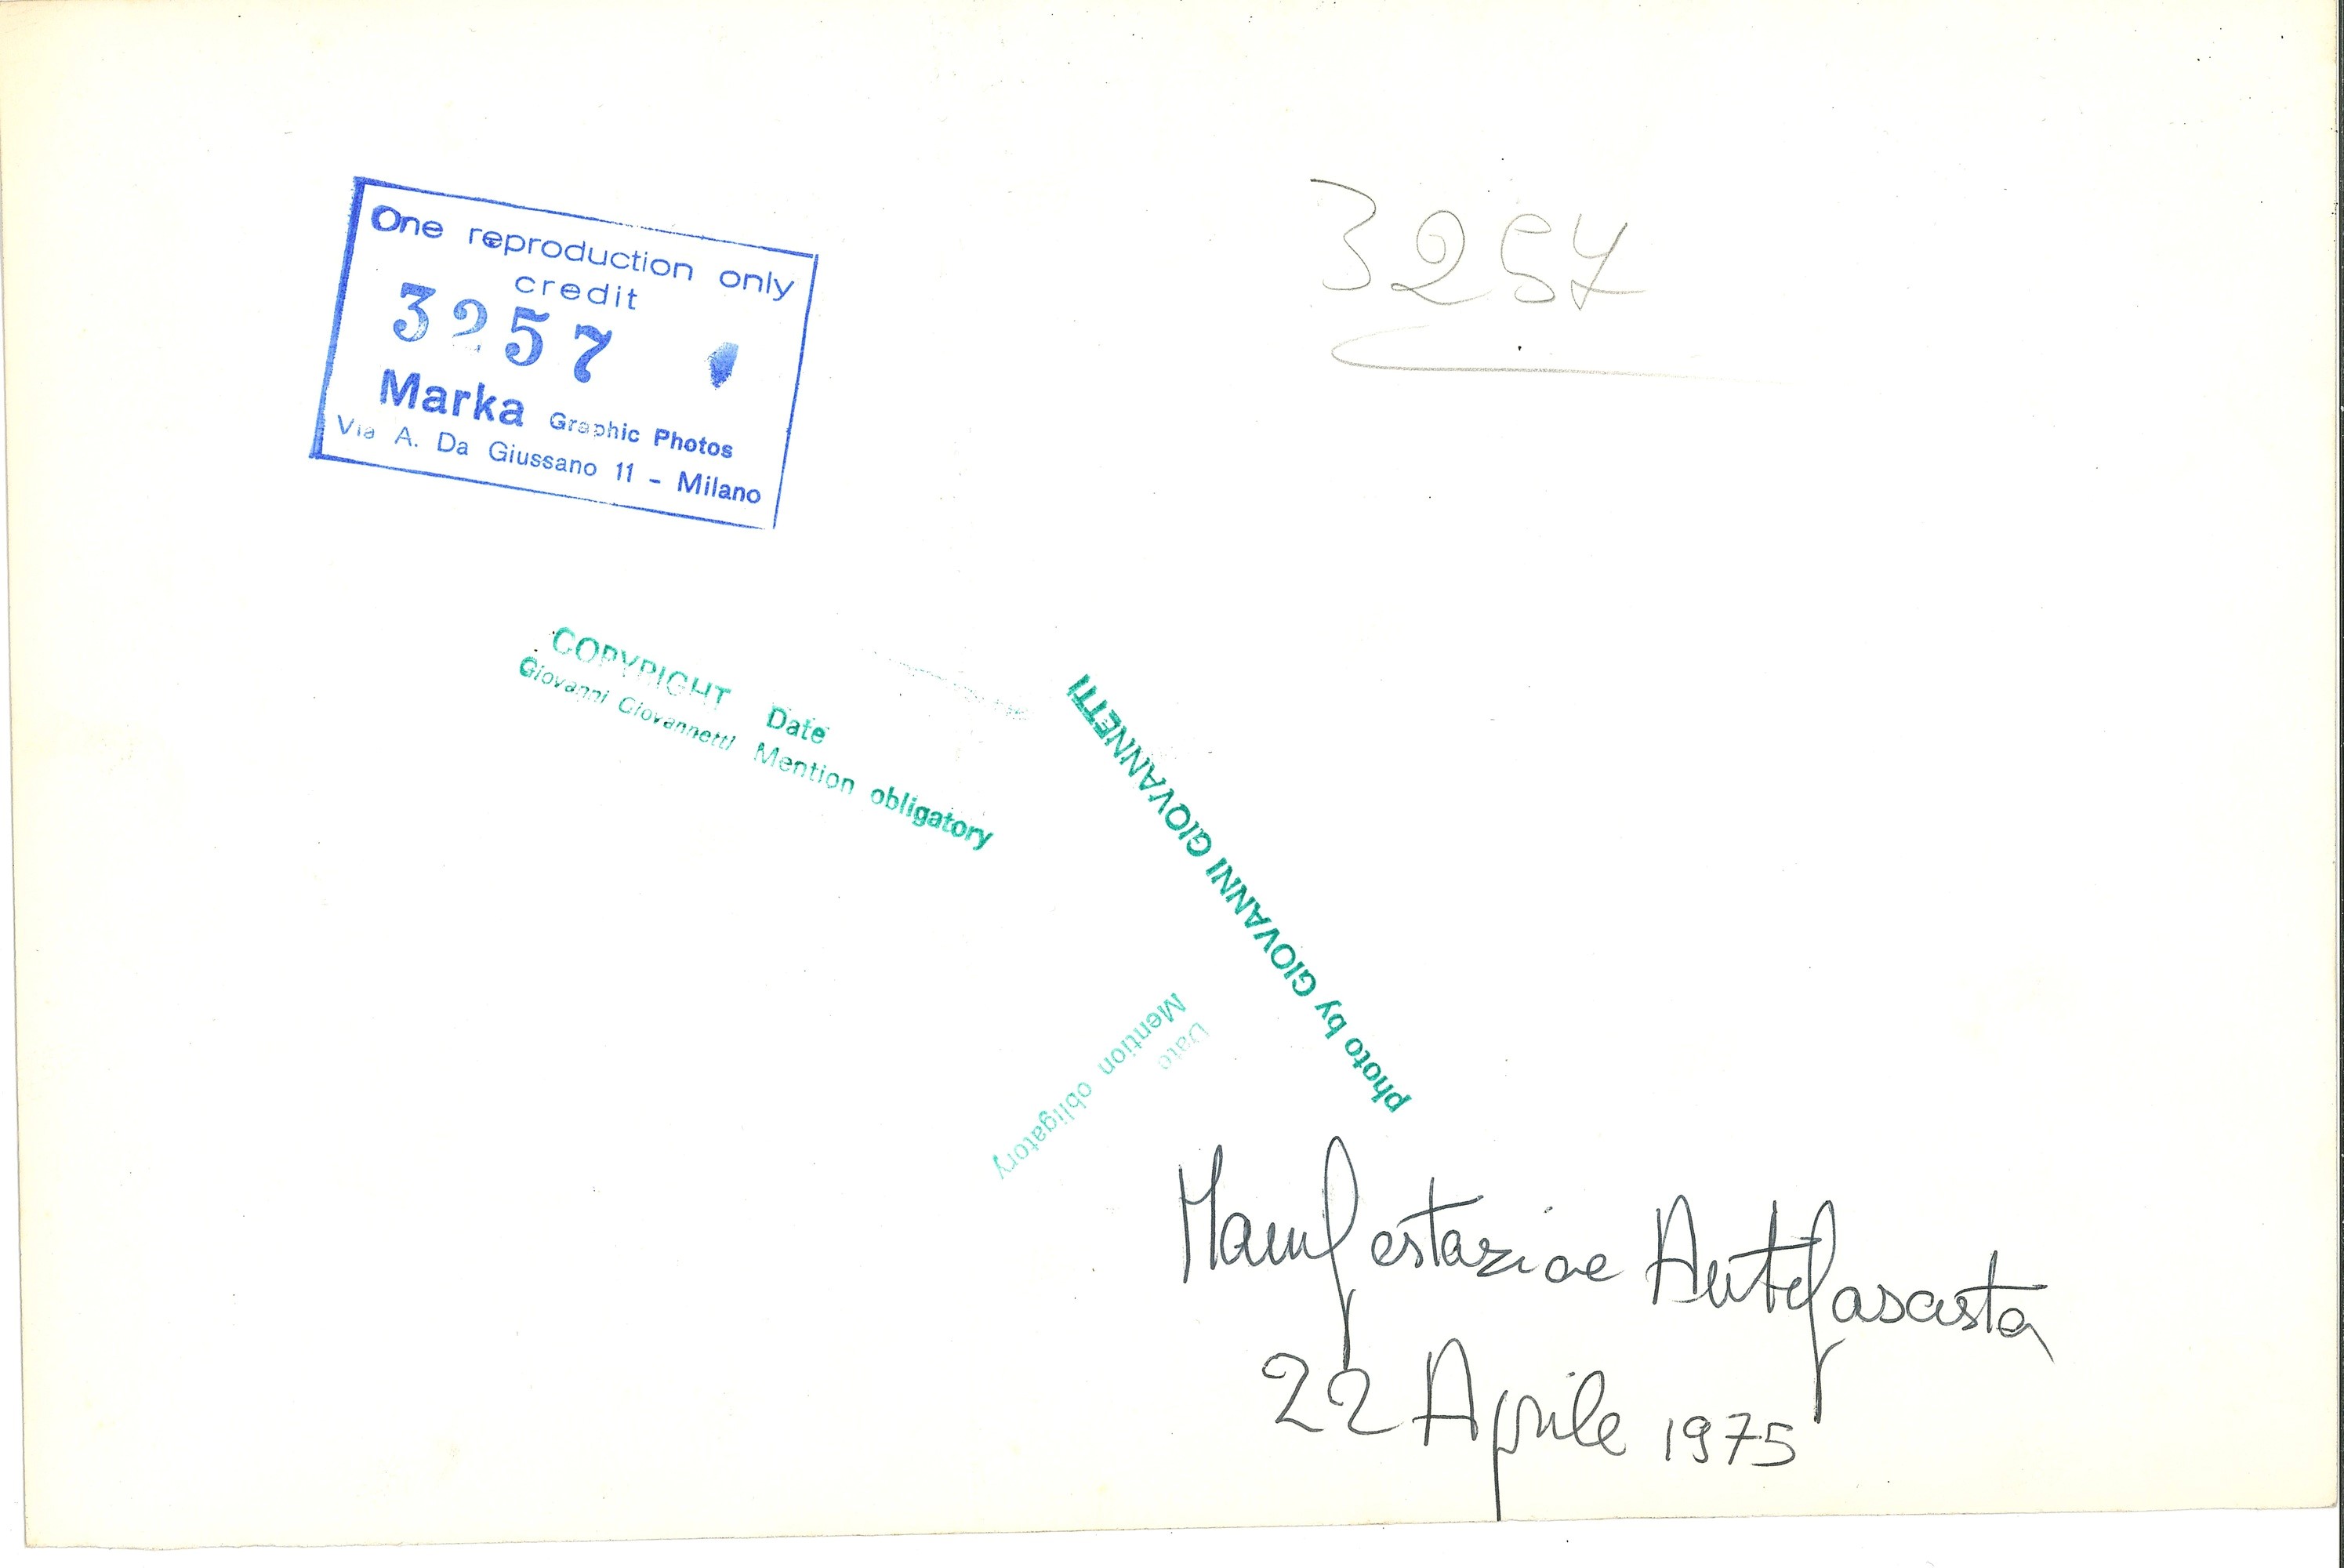 One reproduction only
credit
3257
Marka Graphic Photos
Via A. Da Giussano 11 - Milano
3257
COPYRIGHT Date
Giovanni Giovannetti Mention obligatory
photo by GIOVANNI GIOVANNETTI
Date
Mention obligatory
Manifestazione Antifascista
22 Aprile 1975